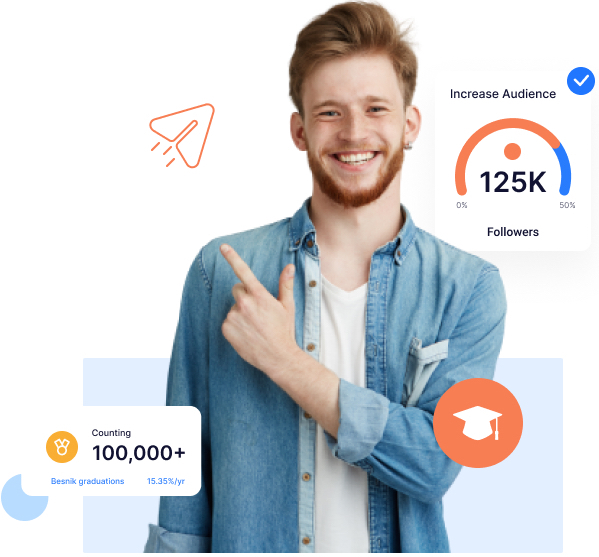 Increase Audience
125K
0% 50%
Followers
Counting
100,000+
Besnik graduations 15.35%/yr